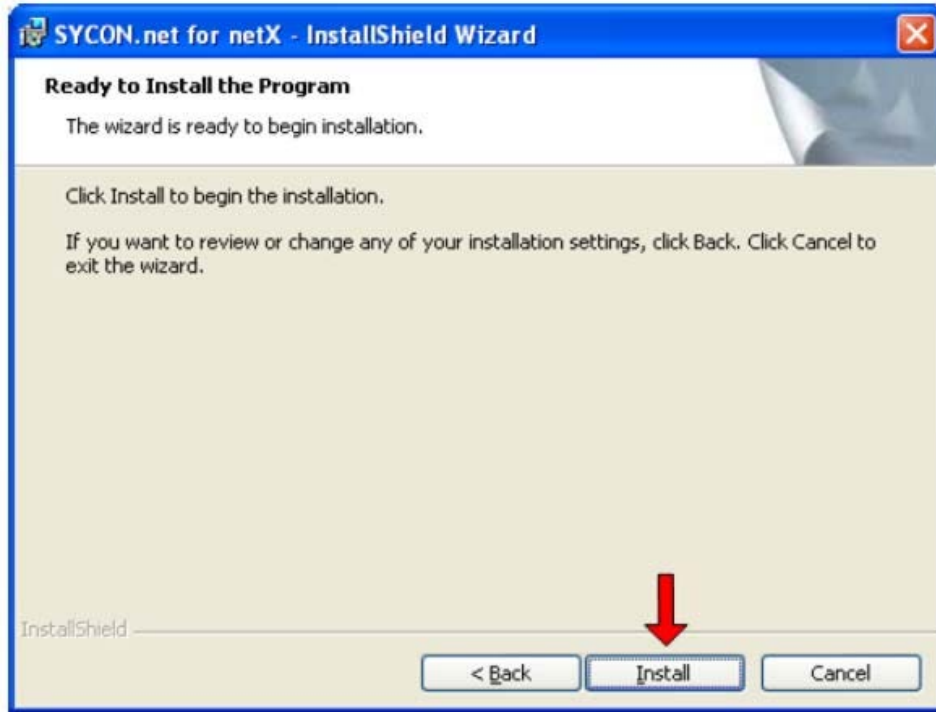 SYCON.net for netX - InstallShield Wizard
Ready to Install the Program
The wizard is ready to begin installation.
Click Install to begin the installation.
If you want to review or change any of your installation settings, click Back. Click Cancel to
exit the wizard.
InstallShield
< Back
Install
Cancel